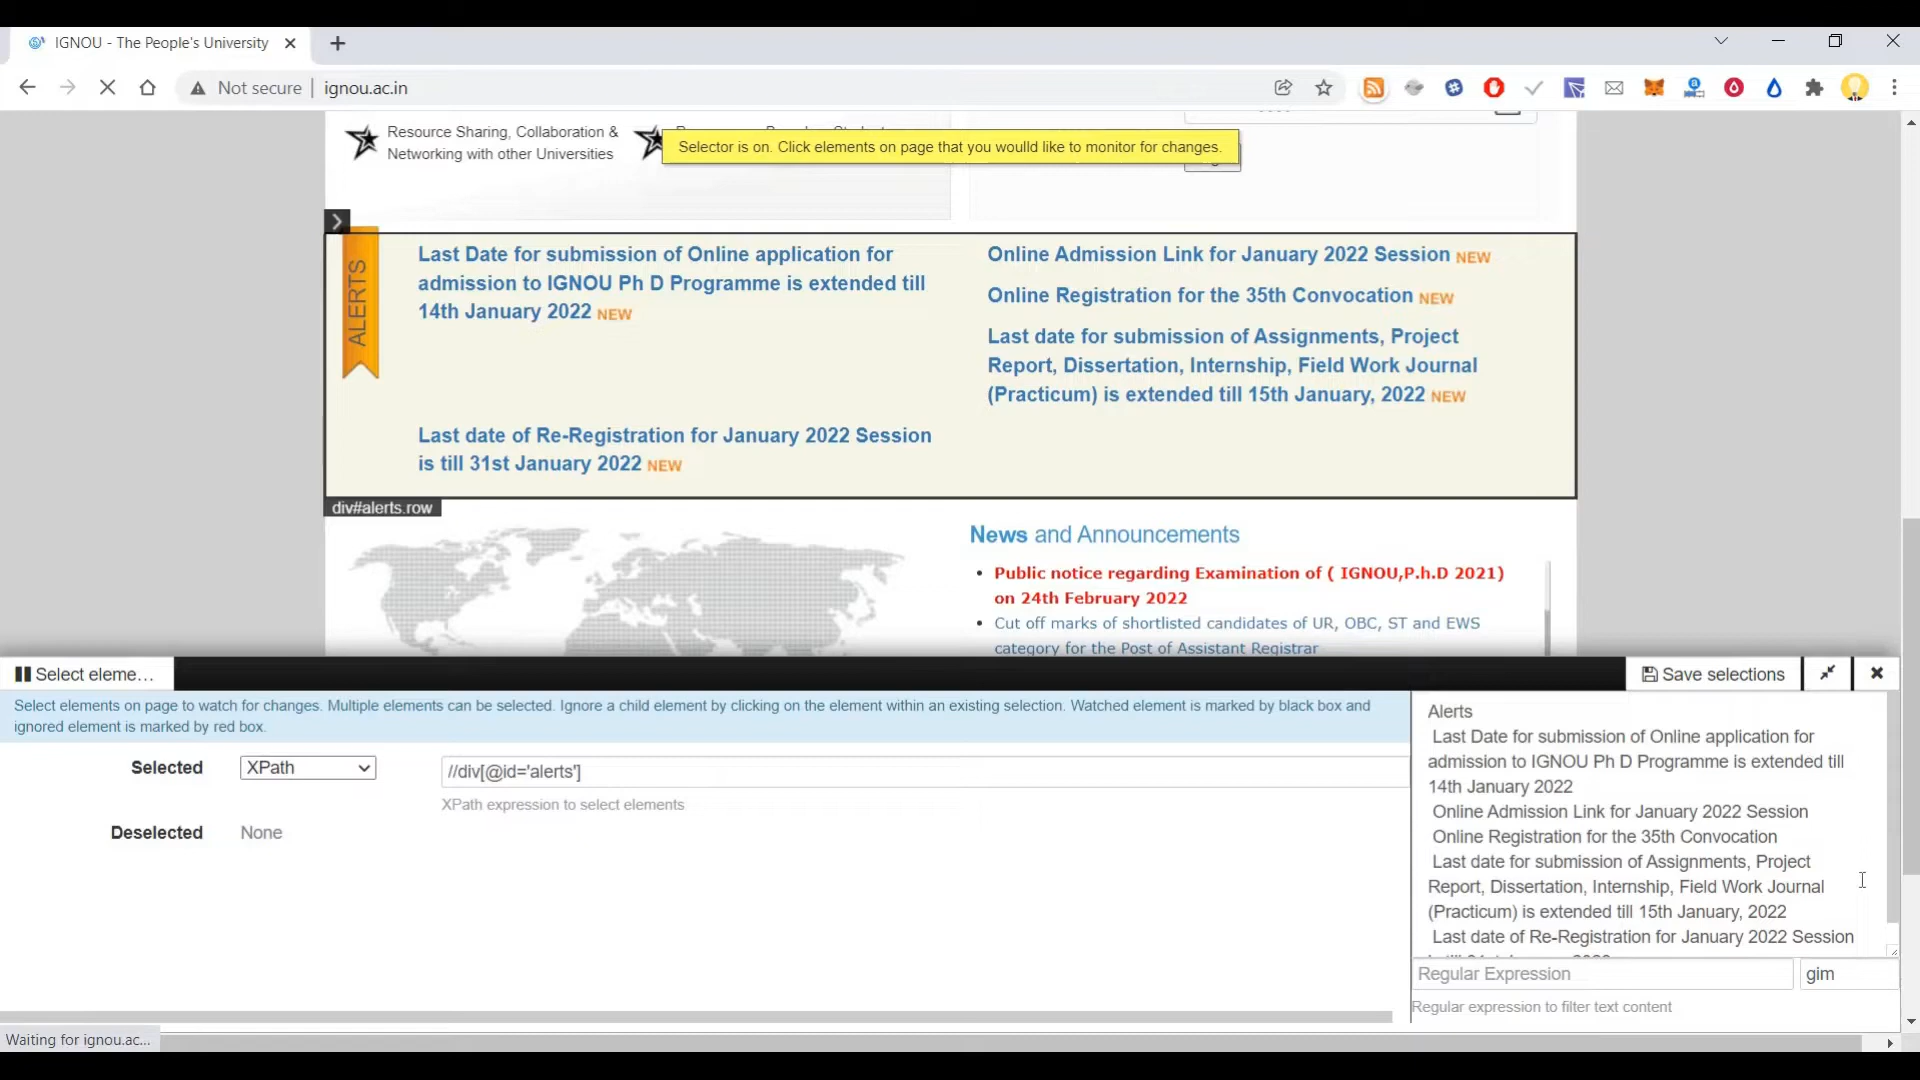 IGNOU - The People's University
Not secure
ignou.ac.in
Resource Sharing, Collaboration &
Networking with other Universities
Selector is on. Click elements on page that you woulld like to monitor for changes.
ALERTS
Last Date for submission of Online application for
admission to IGNOU Ph D Programme is extended till
14th January 2022 NEW
Online Admission Link for January 2022 Session NEW
Online Registration for the 35th Convocation NEW
Last date for submission of Assignments, Project
Report, Dissertation, Internship, Field Work Journal
(Practicum) is extended till 15th January, 2022 NEW
Last date of Re-Registration for January 2022 Session
is till 31st January 2022 NEW
div#alerts.row
News and Announcements
• Public notice regarding Examination of ( IGNOU,P.h.D 2021)
on 24th February 2022
• Cut off marks of shortlisted candidates of UR, OBC, ST and EWS
category for the Post of Assistant Registrar
Select eleme...
Save selections
Select elements on page to watch for changes. Multiple elements can be selected. Ignore a child element by clicking on the element within an existing selection. Watched element is marked by black box and
ignored element is marked by red box.
Selected
XPath
//div[@id='alerts']
XPath expression to select elements
Deselected
None
Alerts
Last Date for submission of Online application for
admission to IGNOU Ph D Programme is extended till
14th January 2022
Online Admission Link for January 2022 Session
Online Registration for the 35th Convocation
Last date for submission of Assignments, Project
Report, Dissertation, Internship, Field Work Journal
(Practicum) is extended till 15th January, 2022
Last date of Re-Registration for January 2022 Session
Regular Expression
gim
Regular expression to filter text content
Waiting for ignou.ac...